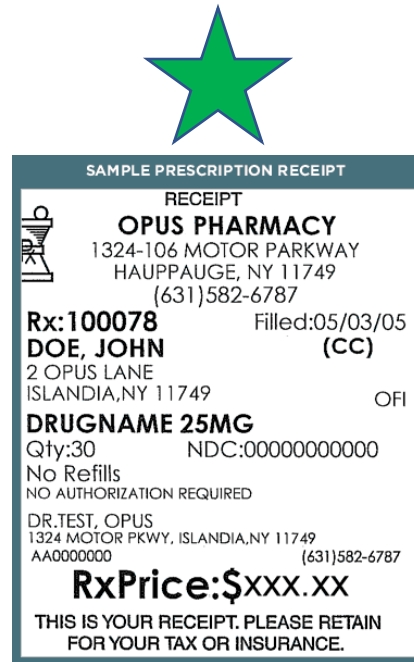 SAMPLE PRESCRIPTION RECEIPT
RECEIPT
OPUS PHARMACY
1324-106 MOTOR PARKWAY
HAUPPAUGE, NY 11749
(631)582-6787
Rx:100078 Filled:05/03/05
DOE, JOHN (CC)
2 OPUS LANE
ISLANDIA,NY 11749 OFI
DRUGNAME 25MG
Qty:30 NDC:00000000000
No Refills
NO AUTHORIZATION REQUIRED
DR.TEST, OPUS
1324 MOTOR PKWY, ISLANDIA,NY 11749
AA0000000 (631)582-6787
RxPrice:$xxx.xx
THIS IS YOUR RECEIPT. PLEASE RETAIN
FOR YOUR TAX OR INSURANCE.